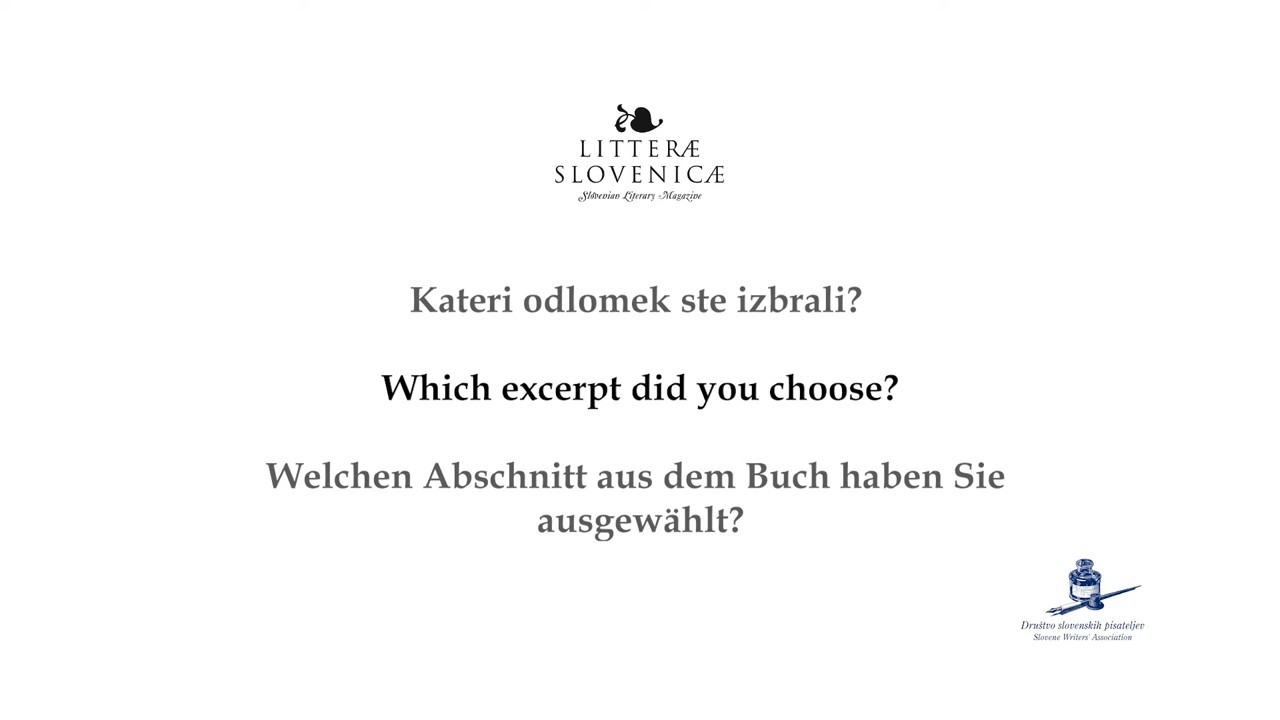 LITTERÆ
SLOVENICÆ
Slovenian Literary Magazine
Kateri odlomek ste izbrali?
Which excerpt did you choose?
Welchen Abschnitt aus dem Buch haben Sie
ausgewählt?
Društvo slovenskih pisateljev
Slovene Writers' Association